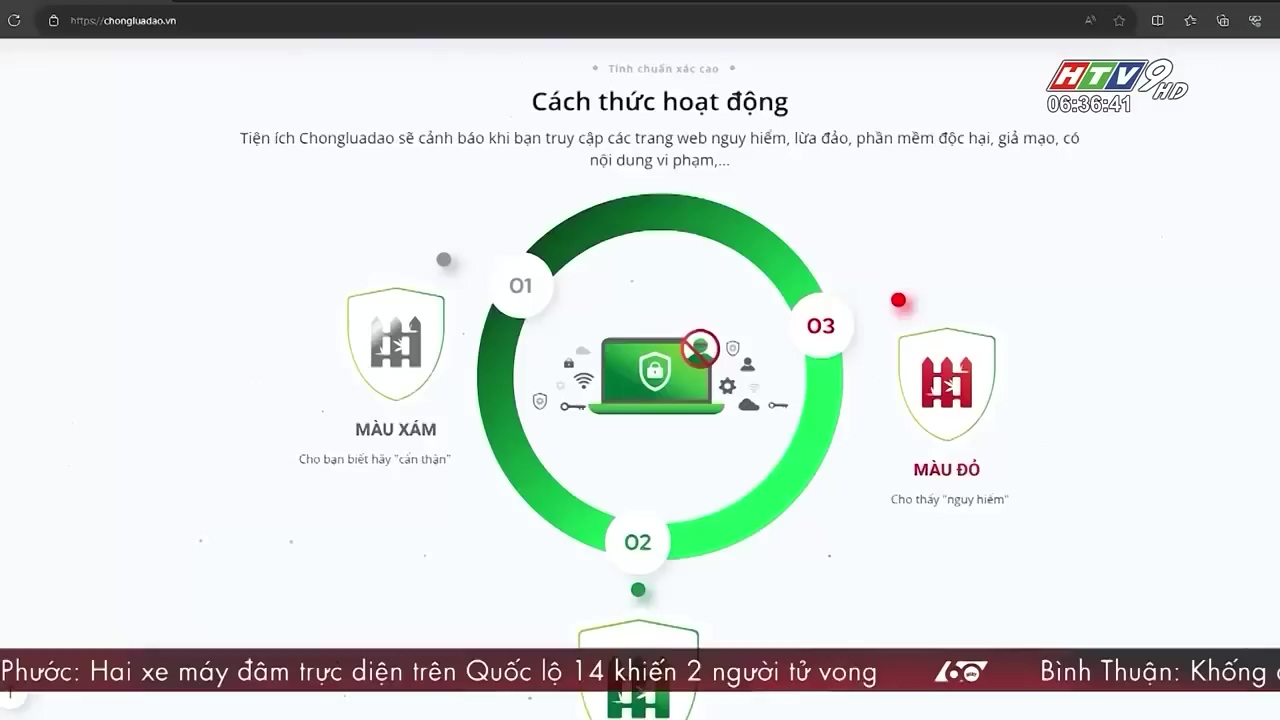 https://chongluadao.vn
Tính chuẩn xác cao
HTV9 HD
06:36:41
Cách thức hoạt động
Tiện ích Chongluadao sẽ cảnh báo khi bạn truy cập các trang web nguy hiểm, lừa đảo, phần mềm độc hại, giả mạo, có
nội dung vi phạm,...
01
03
MÀU XÁM
Cho bạn biết hãy "cẩn thận"
MÀU ĐỎ
Cho thấy "nguy hiểm"
02
Phước: Hai xe máy đâm trực diện trên Quốc lộ 14 khiến 2 người tử vong
60 giây
Bình Thuận: Khống